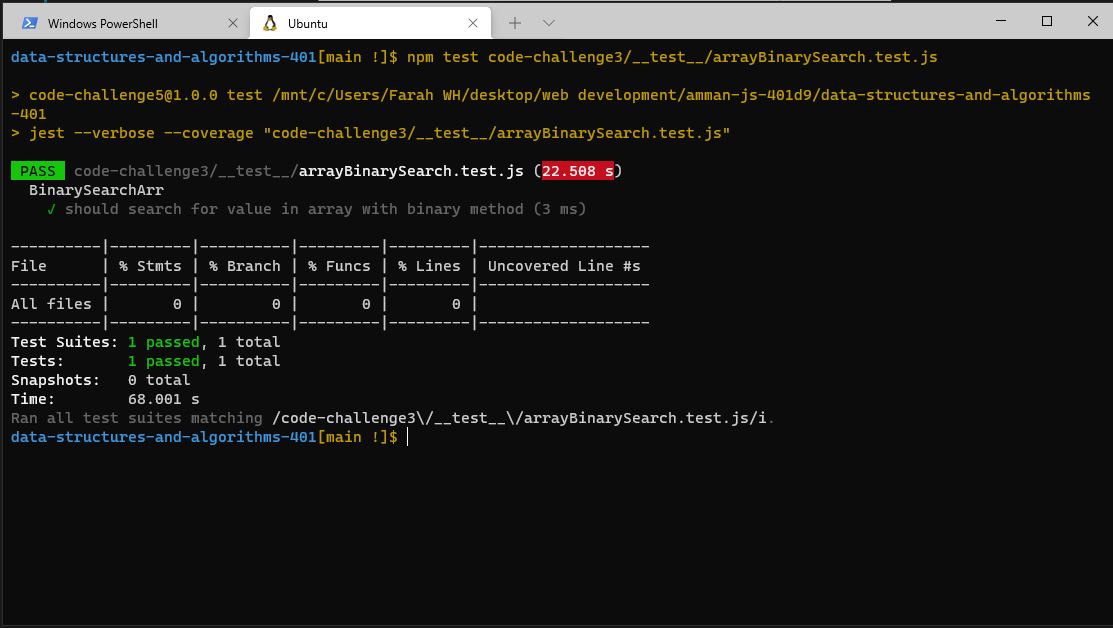 Windows PowerShell
Ubuntu
data-structures-and-algorithms-401[main !]$ npm test code-challenge3/__test__/arrayBinarySearch.test.js
> code-challenge5@1.0.0 test /mnt/c/Users/Farah WH/desktop/web development/amman-js-401d9/data-structures-and-algorithms
-401
> jest --verbose --coverage "code-challenge3/__test__/arrayBinarySearch.test.js"
PASS code-challenge3/__test__/arrayBinarySearch.test.js (22.508 s)
BinarySearchArr
✓ should search for value in array with binary method (3 ms)
----------|---------|----------|---------|---------|-------------------
File      | % Stmts | % Branch | % Funcs | % Lines | Uncovered Line #s
----------|---------|----------|---------|---------|-------------------
All files |       0 |        0 |       0 |       0 |
----------|---------|----------|---------|---------|-------------------
Test Suites: 1 passed, 1 total
Tests:       1 passed, 1 total
Snapshots:   0 total
Time:        68.001 s
Ran all test suites matching /code-challenge3\/__test__\/arrayBinarySearch.test.js/i.
data-structures-and-algorithms-401[main !]$